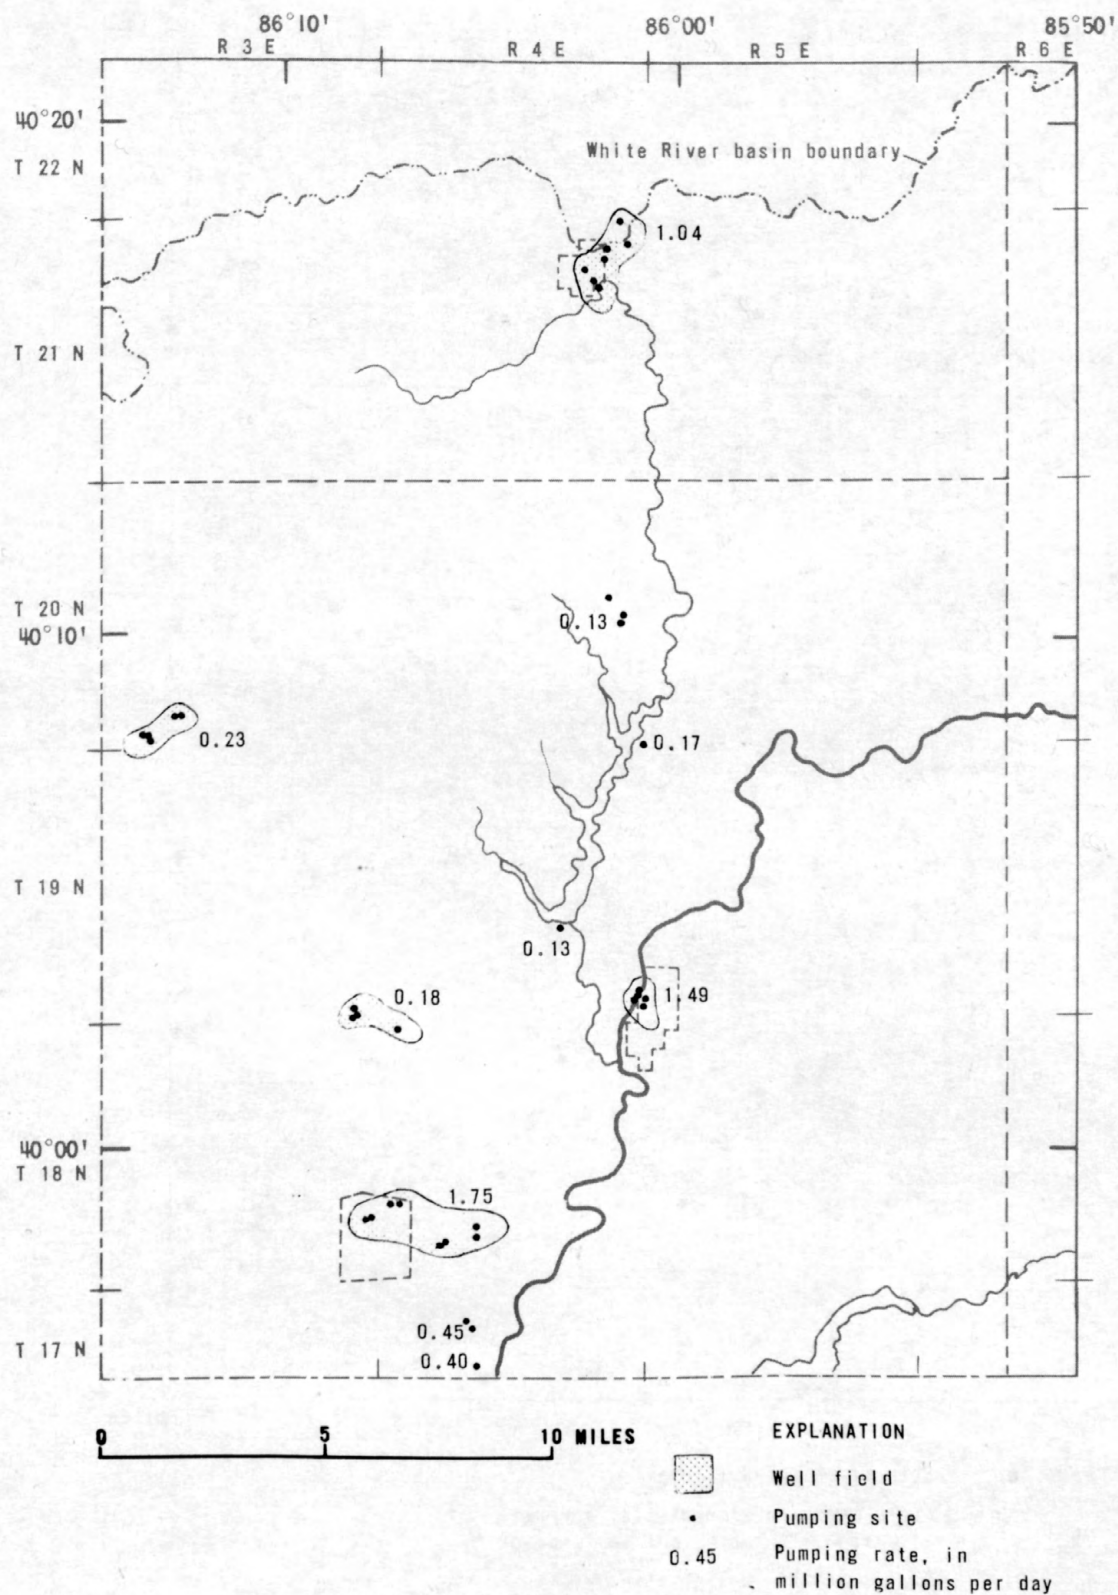 86°10' 86°00' 85°50'
R 3 E R 4 E R 5 E R 6 E
40°20'
White River basin boundary
T 22 N
1.04
T 21 N
T 20 N
0.13
40°10'
0.23
0.17
T 19 N
0.13
0.18
1.49
40°00'
T 18 N
1.75
0.45
T 17 N
0.40
0 5 10 MILES
EXPLANATION
Well field
Pumping site
0.45 Pumping rate, in
million gallons per day